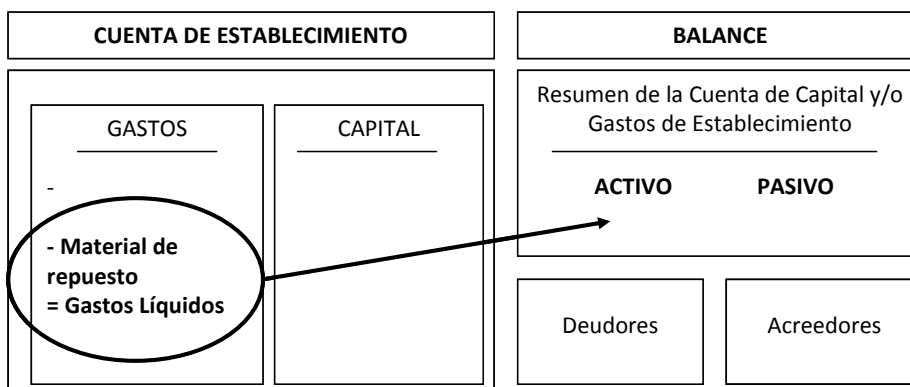 CUENTA DE ESTABLECIMIENTO
GASTOS
CAPITAL
-
- Material de
repuesto
= Gastos Líquidos
BALANCE
Resumen de la Cuenta de Capital y/o
Gastos de Establecimiento
ACTIVO
PASIVO
Deudores
Acreedores